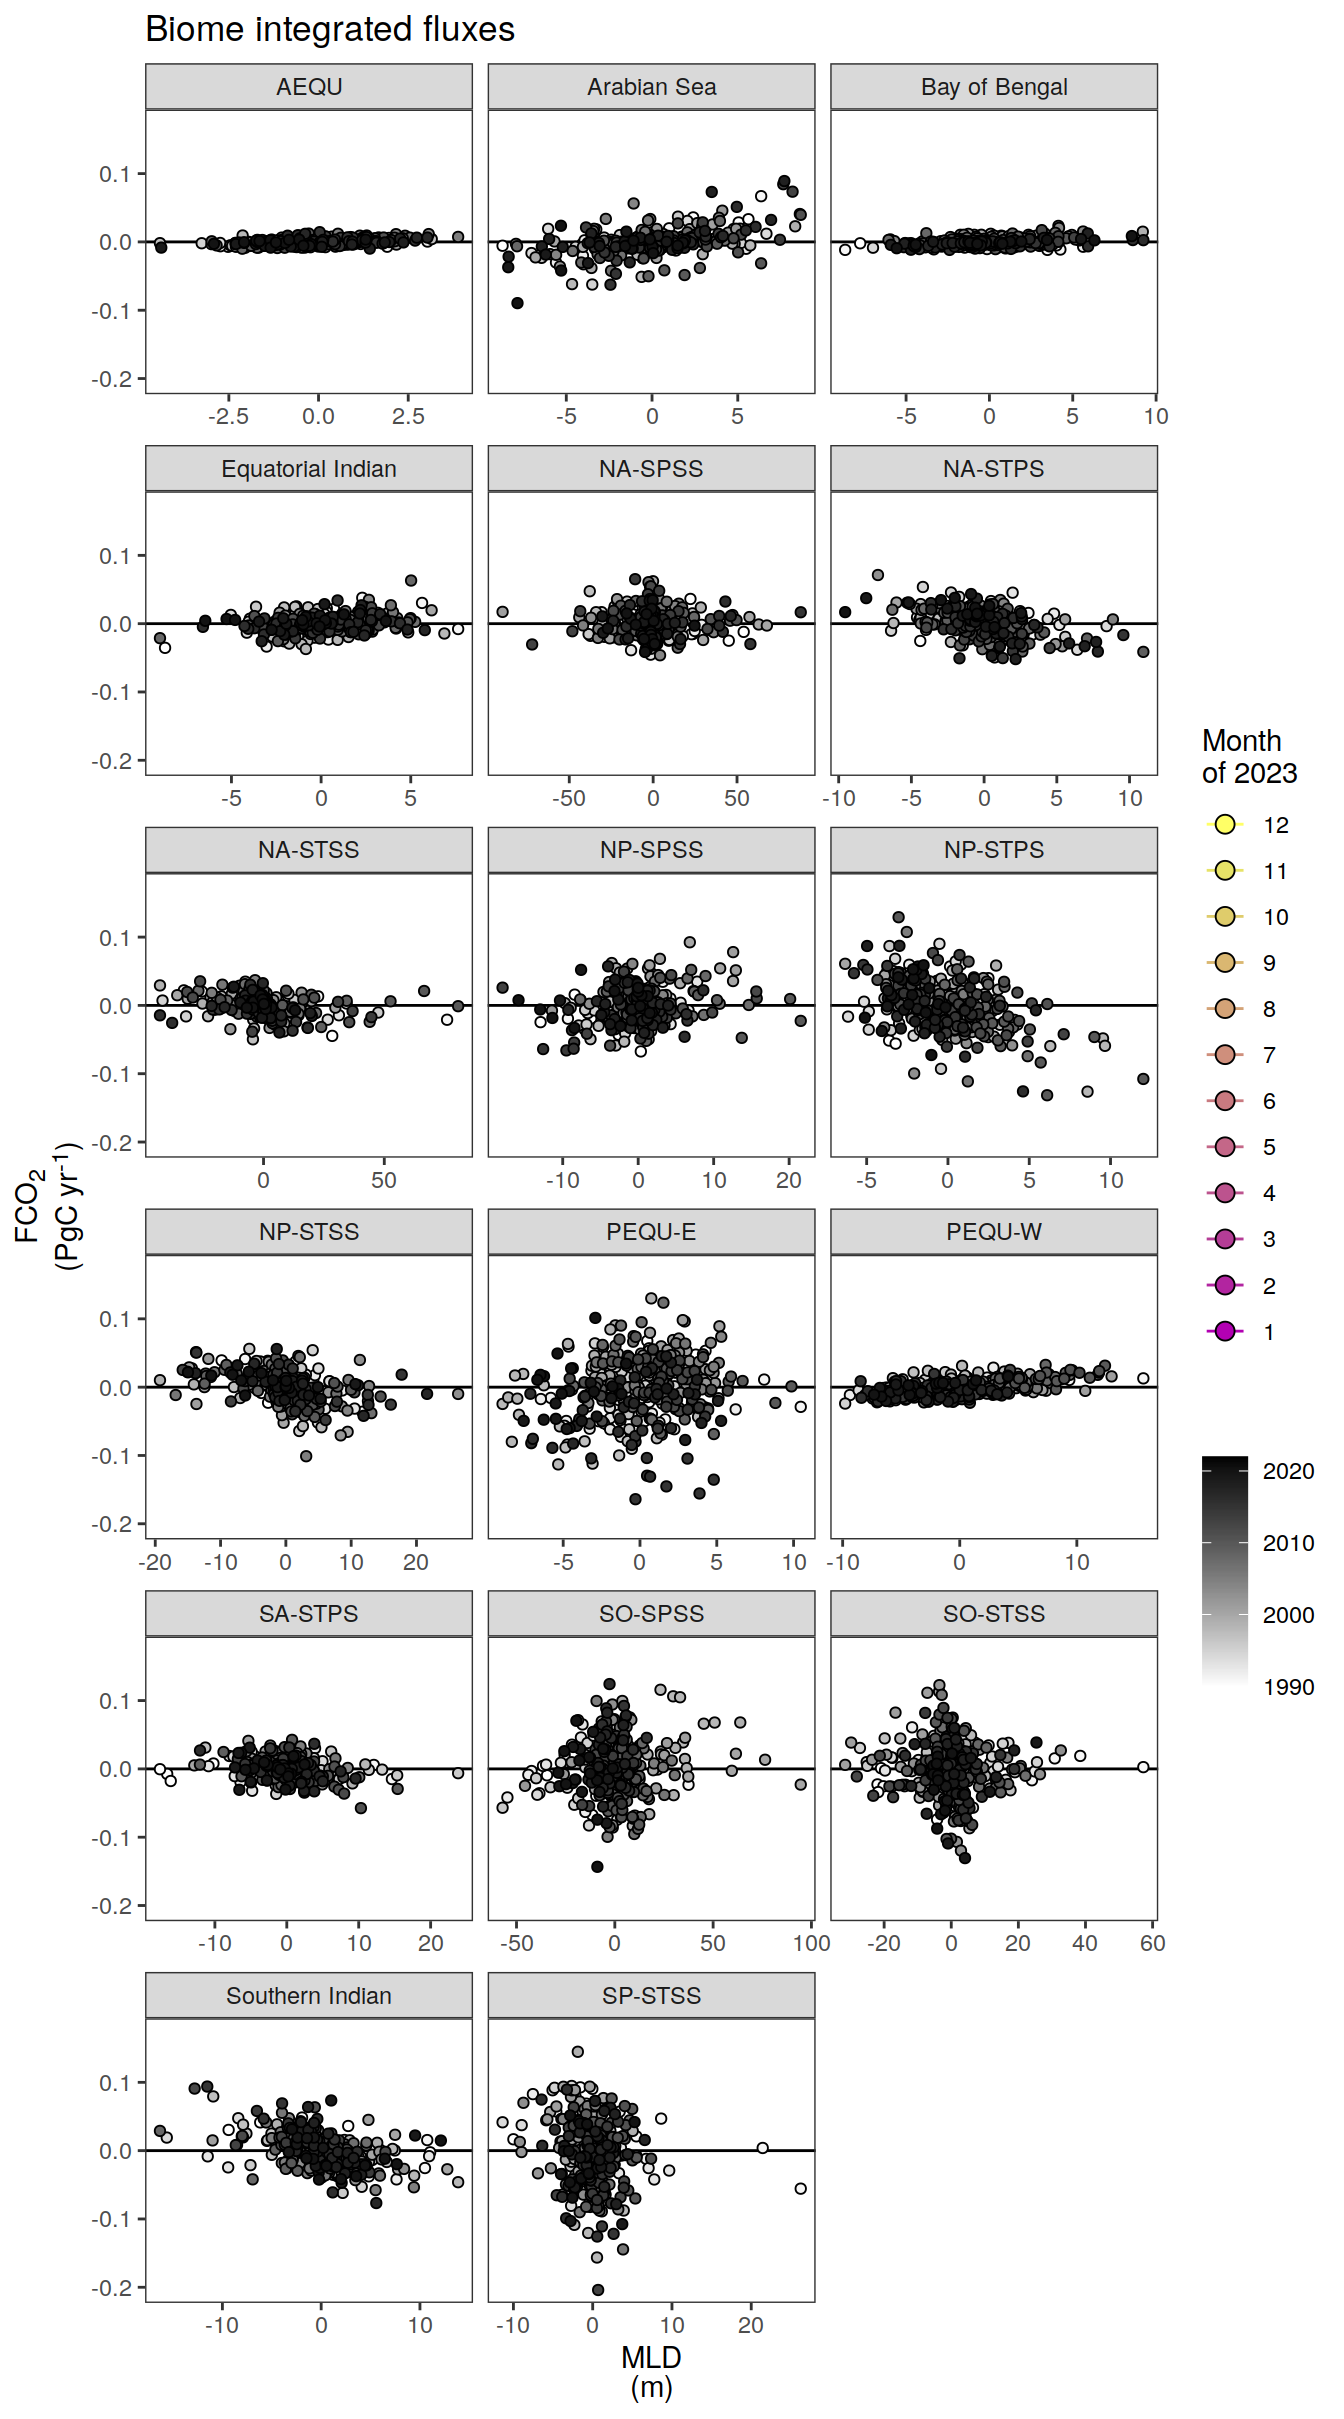 Biome integrated fluxes
AEQU
Arabian Sea
Bay of Bengal
0.1
0.0
-0.1
-0.2
-2.5 0.0 2.5
-5 0 5
-5 0 5 10
Equatorial Indian
NA-SPSS
NA-STPS
0.1
0.0
-0.1
-0.2
-5 0 5
-50 0 50
-10 -5 0 5 10
NA-STSS
NP-SPSS
NP-STPS
0.1
0.0
-0.1
-0.2
0 50
-10 0 10 20
-5 0 5 10
NP-STSS
PEQU-E
PEQU-W
0.1
0.0
-0.1
-0.2
-20 -10 0 10 20
-5 0 5 10
-10 0 10
SA-STPS
SO-SPSS
SO-STSS
0.1
0.0
-0.1
-0.2
-10 0 10 20
-50 0 50 100
-20 0 20 40 60
Southern Indian
SP-STSS
0.1
0.0
-0.1
-0.2
-10 0 10
-10 0 10 20
MLD
(m)
FCO2
(PgC yr-1)
Month
of 2023
12
11
10
9
8
7
6
5
4
3
2
1
2020
2010
2000
1990